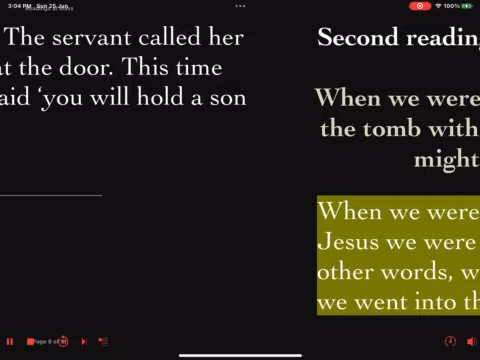 3:04 PM Sun 25 Jun
100%
The servant called her
at the door. This time
aid ‘you will hold a son
Page 8 of
Second reading
When we were
the tomb with
might
When we were
Jesus we were
other words, w
we went into th